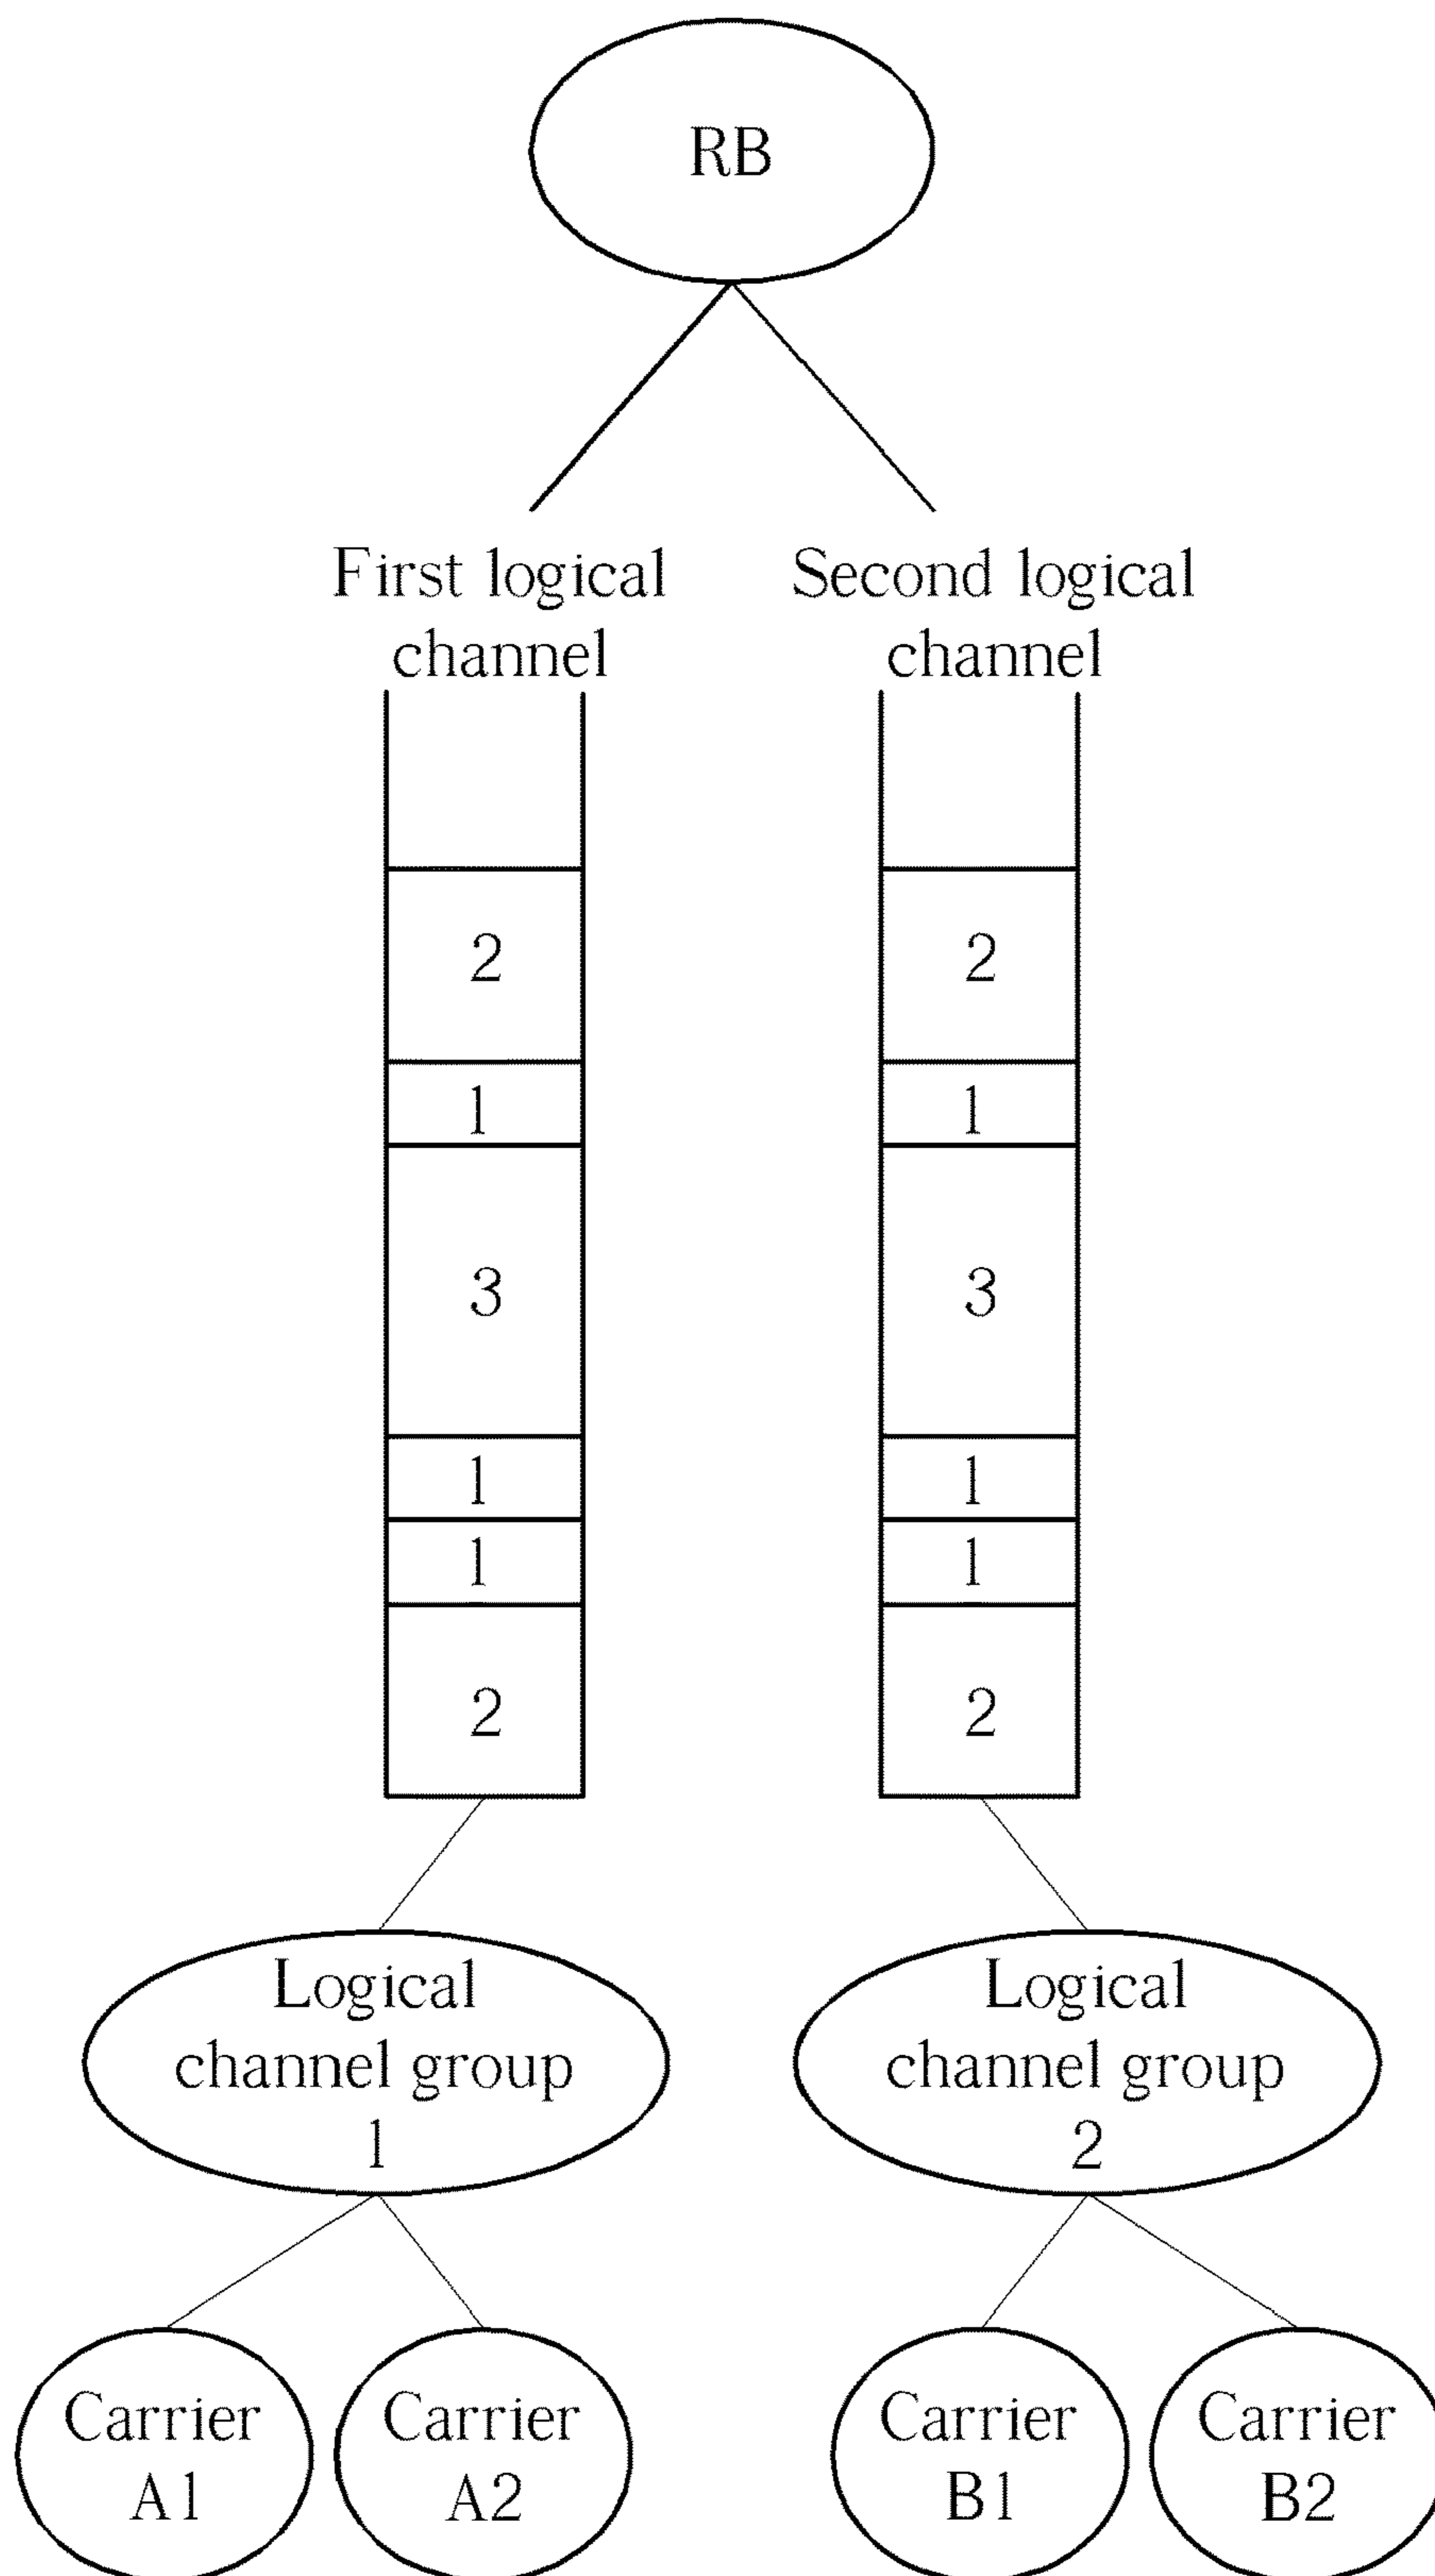 RB
First logical
channel
Second logical
channel
2
1
3
1
1
2
2
1
3
1
1
2
Logical
channel group
1
Logical
channel group
2
Carrier
A1
Carrier
A2
Carrier
B1
Carrier
B2